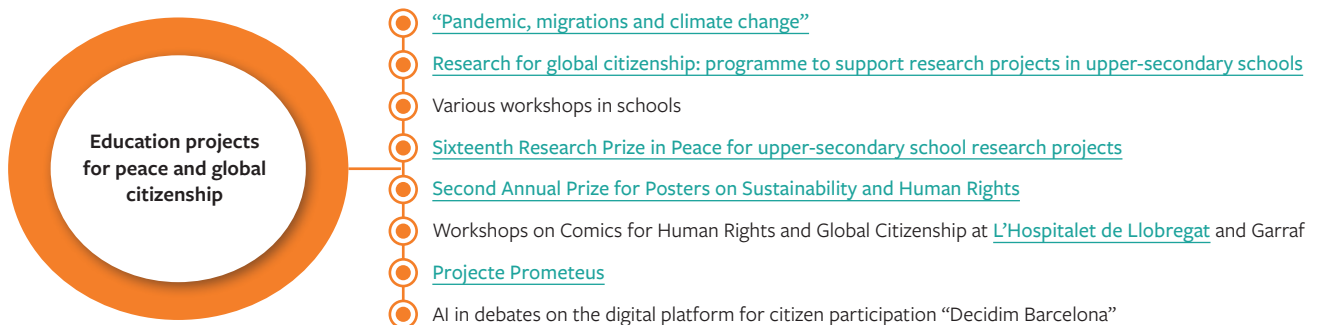 Education projects
for peace and global
citizenship
“Pandemic, migrations and climate change”
Research for global citizenship: programme to support research projects in upper-secondary schools
Various workshops in schools
Sixteenth Research Prize in Peace for upper-secondary school research projects
Second Annual Prize for Posters on Sustainability and Human Rights
Workshops on Comics for Human Rights and Global Citizenship at L’Hospitalet de Llobregat and Garraf
Projecte Prometeus
AI in debates on the digital platform for citizen participation “Decidim Barcelona”